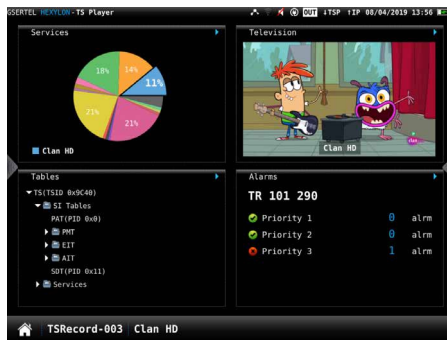 GSERTEL HEXYLON-TS Player
OUT ↓TSP ↑IP 08/04/2019 13:56
Services
18%
14%
11%
21%
21%
Clan HD
Television
Clan HD
clan
Tables
TS(TSID 0x9C40)
SI Tables
PAT(PID 0x0)
PMT
EIT
AIT
SDT(PID 0x11)
Services
Alarms
TR 101 290
Priority 1 0 alrm
Priority 2 0 alrm
Priority 3 1 alrm
TSRecord-003 Clan HD